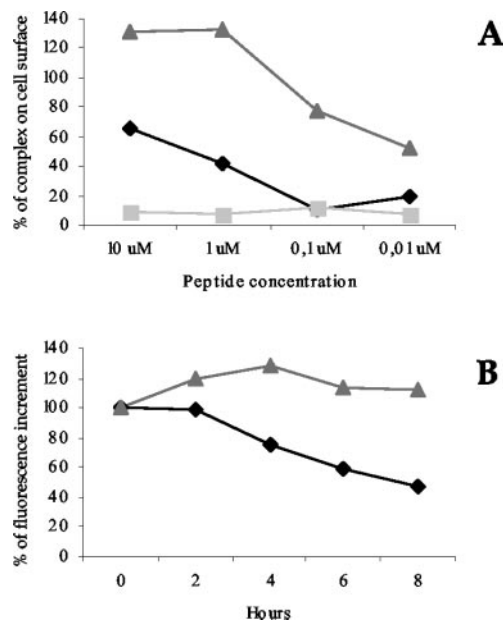 A
% of complex on cell surface
140
120
100
80
60
40
20
0
10 uM 1 uM 0,1 uM 0,01 uM
Peptide concentration
B
% of fluorescence increment
140
120
100
80
60
40
20
0
0 2 4 6 8
Hours